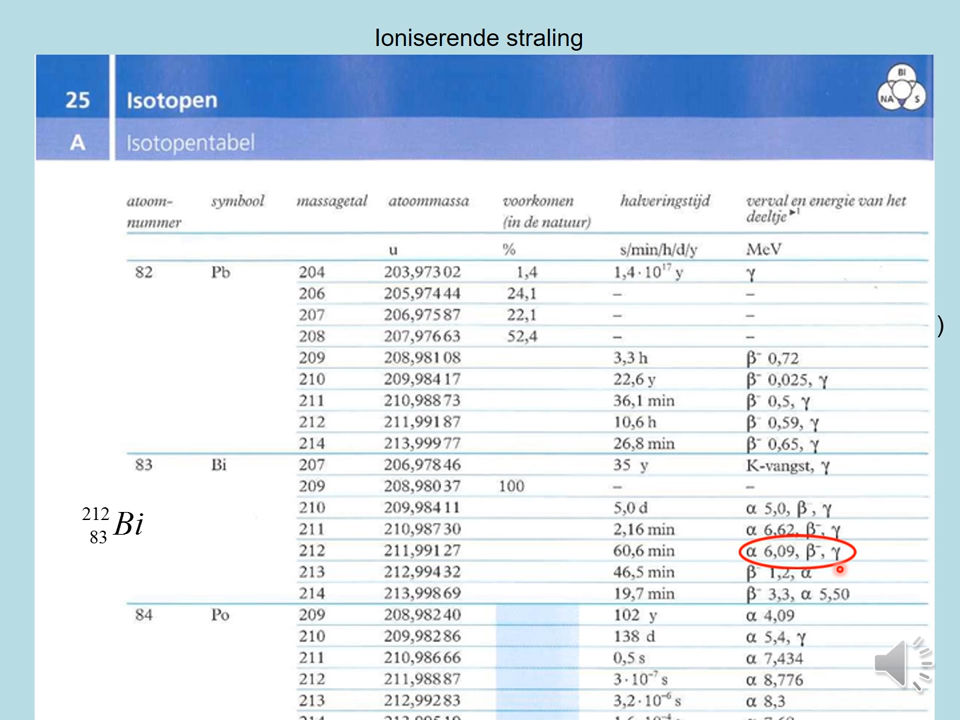 Ioniserende straling
25 Isotopen
BI
NA S
A Isotopentabel
atoom- symbool massagetal atoommassa voorkomen halveringstijd verval en energie van het
nummer (in de natuur) deeltje ►1
u % s/min/h/d/y MeV
82 Pb 204 203,97302 1,4 1,4·10¹⁷ y γ
206 205,97444 24,1 – –
207 206,97587 22,1 – –
208 207,97663 52,4 – –
)
209 208,98108 3,3 h β⁻ 0,72
210 209,98417 22,6 y β⁻ 0,025, γ
211 210,98873 36,1 min β⁻ 0,5, γ
212 211,99187 10,6 h β⁻ 0,59, γ
214 213,99977 26,8 min β⁻ 0,65, γ
83 Bi 207 206,97846 35 y K-vangst, γ
209 208,98037 100 – –
210 209,98411 5,0 d α 5,0, β⁻, γ
211 210,98730 2,16 min α 6,62, β⁻, γ
212 211,99127 60,6 min α 6,09, β⁻, γ
213 212,99432 46,5 min β⁻ 1,2, α
214 213,99869 19,7 min β⁻ 3,3, α 5,50
²¹²₈₃Bi
84 Po 209 208,98240 102 y α 4,09
210 209,98286 138 d α 5,4, γ
211 210,98666 0,5 s α 7,434
212 211,98887 3·10⁻⁷ s α 8,776
213 212,99283 3,2·10⁻⁶ s α 8,3